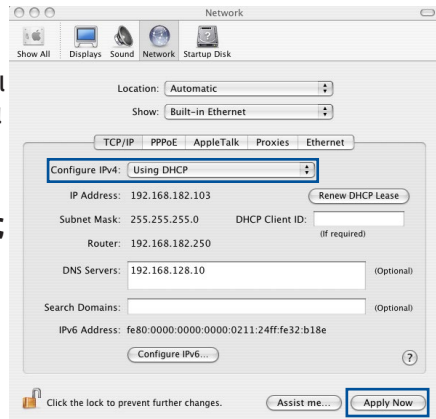 Network
Show All Displays Sound Network Startup Disk
Location: Automatic
Show: Built-in Ethernet
TCP/IP PPPoE AppleTalk Proxies Ethernet
Configure IPv4: Using DHCP
IP Address: 192.168.182.103 Renew DHCP Lease
Subnet Mask: 255.255.255.0 DHCP Client ID:
(If required)
Router: 192.168.182.250
DNS Servers: 192.168.128.10 (Optional)
Search Domains: (Optional)
IPv6 Address: fe80:0000:0000:0000:0211:24ff:fe32:b18e
Configure IPv6... ?
Click the lock to prevent further changes. Assist me... Apply Now